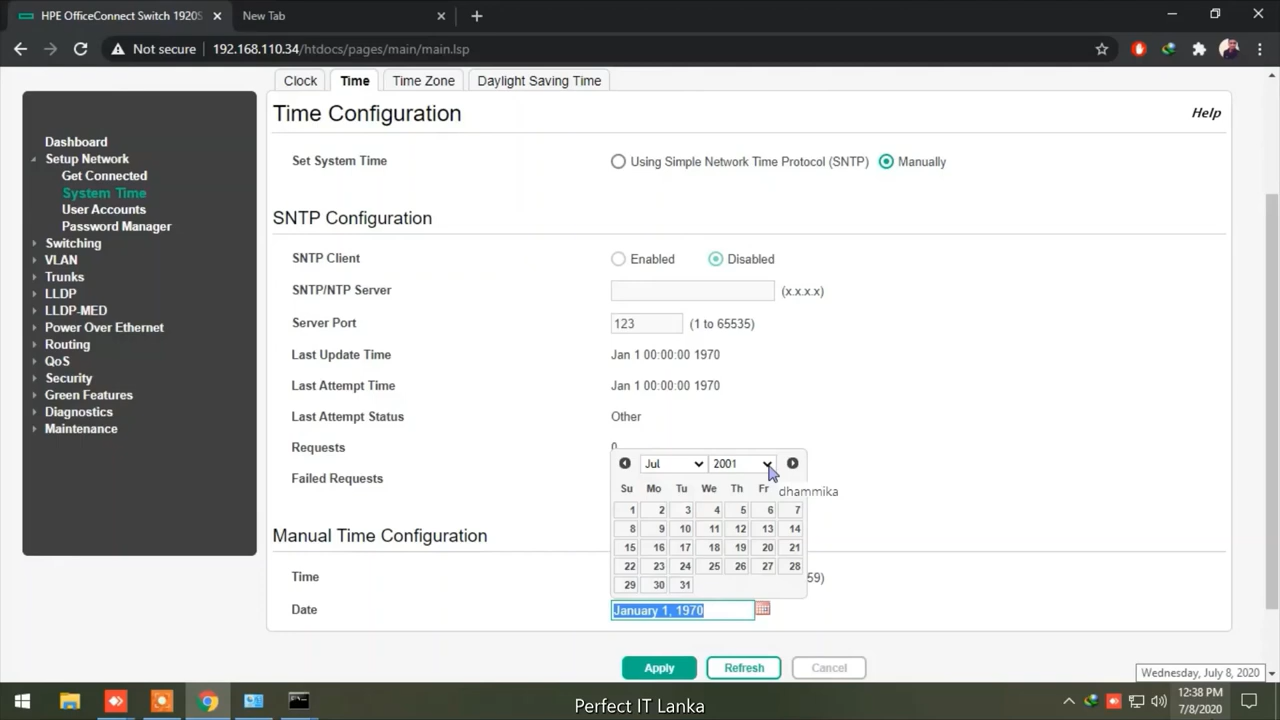 HPE OfficeConnect Switch 1920S
New Tab
Not secure
192.168.110.34/htdocs/pages/main/main.lsp
Clock
Time
Time Zone
Daylight Saving Time
Time Configuration
Help
Dashboard
Setup Network
Get Connected
System Time
User Accounts
Password Manager
Switching
VLAN
Trunks
LLDP
LLDP-MED
Power Over Ethernet
Routing
QoS
Security
Green Features
Diagnostics
Maintenance
Set System Time
Using Simple Network Time Protocol (SNTP)
Manually
SNTP Configuration
SNTP Client
Enabled
Disabled
SNTP/NTP Server
(x.x.x.x)
Server Port
123
(1 to 65535)
Last Update Time
Jan 1 00:00:00 1970
Last Attempt Time
Jan 1 00:00:00 1970
Last Attempt Status
Other
Requests
0
Failed Requests
Jul
2001
Su Mo Tu We Th Fr
dhammika
1 2 3 4 5 6 7
8 9 10 11 12 13 14
15 16 17 18 19 20 21
22 23 24 25 26 27 28
29 30 31
Manual Time Configuration
Time
59)
Date
January 1, 1970
Apply
Refresh
Cancel
Wednesday, July 8, 2020
12:38 PM
7/8/2020
Perfect IT Lanka